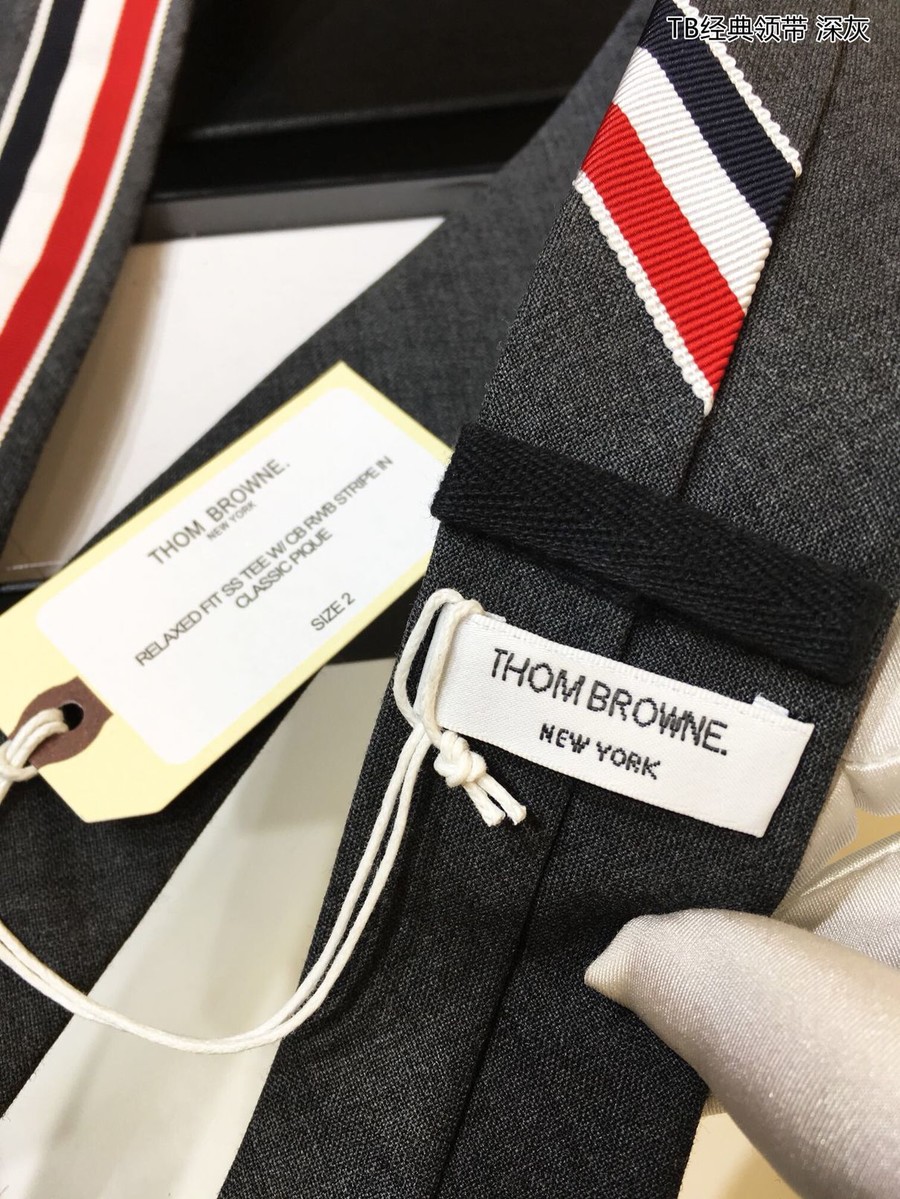 TB经典领带 深灰
THOM BROWNE.
NEW YORK
RELAXED FIT SS TEE W/ CB RWB STRIPE IN
CLASSIC PIQUE
SIZE 2
THOM BROWNE.
NEW YORK